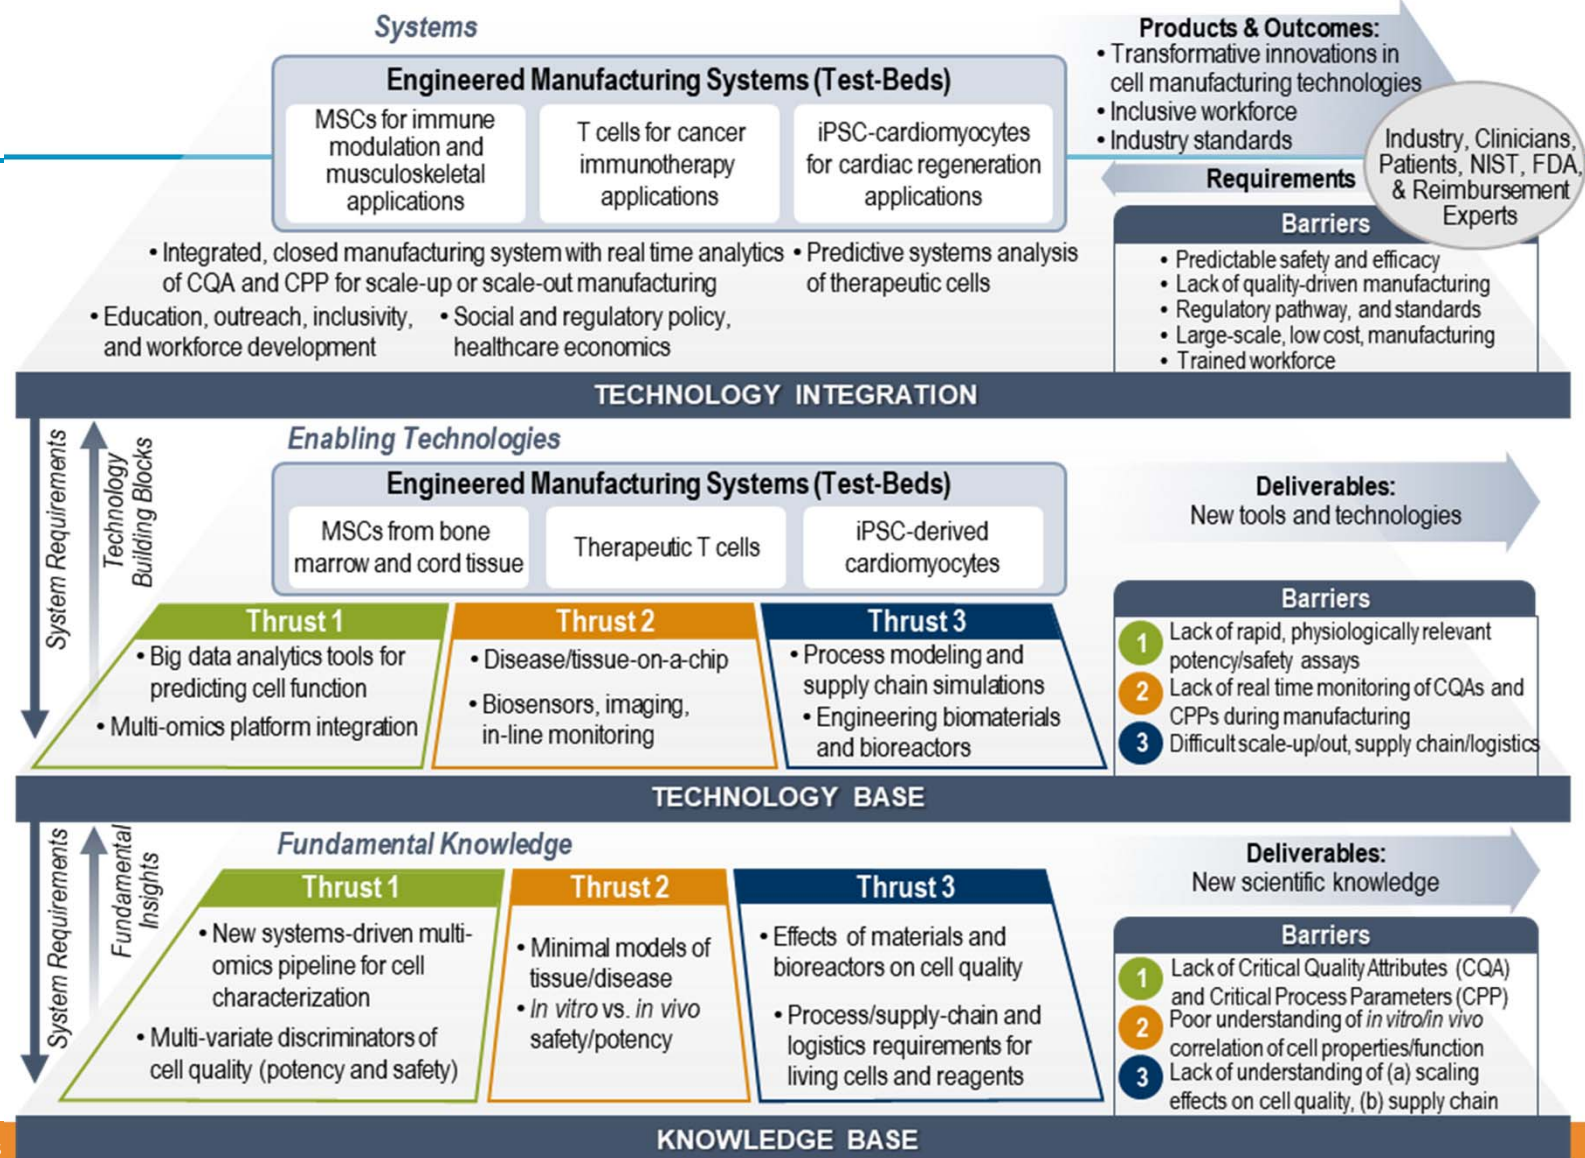 Systems
Engineered Manufacturing Systems (Test-Beds)
MSCs for immune
modulation and
musculoskeletal
applications
T cells for cancer
immunotherapy
applications
iPSC-cardiomyocytes
for cardiac regeneration
applications
• Integrated, closed manufacturing system with real time analytics
of CQA and CPP for scale-up or scale-out manufacturing
• Predictive systems analysis
of therapeutic cells
• Education, outreach, inclusivity,
and workforce development
• Social and regulatory policy,
healthcare economics
Products & Outcomes:
• Transformative innovations in
cell manufacturing technologies
• Inclusive workforce
• Industry standards
Industry, Clinicians,
Patients, NIST, FDA,
& Reimbursement
Experts
Requirements
Barriers
• Predictable safety and efficacy
• Lack of quality-driven manufacturing
• Regulatory pathway, and standards
• Large-scale, low cost, manufacturing
• Trained workforce
TECHNOLOGY INTEGRATION
System Requirements
Technology
Building Blocks
Enabling Technologies
Engineered Manufacturing Systems (Test-Beds)
MSCs from bone
marrow and cord tissue
Therapeutic T cells
iPSC-derived
cardiomyocytes
Thrust 1
• Big data analytics tools for
predicting cell function
• Multi-omics platform integration
Thrust 2
• Disease/tissue-on-a-chip
• Biosensors, imaging,
in-line monitoring
Thrust 3
• Process modeling and
supply chain simulations
• Engineering biomaterials
and bioreactors
Deliverables:
New tools and technologies
Barriers
1 Lack of rapid, physiologically relevant
potency/safety assays
2 Lack of real time monitoring of CQAs and
CPPs during manufacturing
3 Difficult scale-up/out, supply chain/logistics
TECHNOLOGY BASE
System Requirements
Fundamental
Insights
Fundamental Knowledge
Thrust 1
• New systems-driven multi-
omics pipeline for cell
characterization
• Multi-variate discriminators of
cell quality (potency and safety)
Thrust 2
• Minimal models of
tissue/disease
• In vitro vs. in vivo
safety/potency
Thrust 3
• Effects of materials and
bioreactors on cell quality
• Process/supply-chain and
logistics requirements for
living cells and reagents
Deliverables:
New scientific knowledge
Barriers
1 Lack of Critical Quality Attributes (CQA)
and Critical Process Parameters (CPP)
2 Poor understanding of in vitro/in vivo
correlation of cell properties/function
3 Lack of understanding of (a) scaling
effects on cell quality, (b) supply chain
KNOWLEDGE BASE